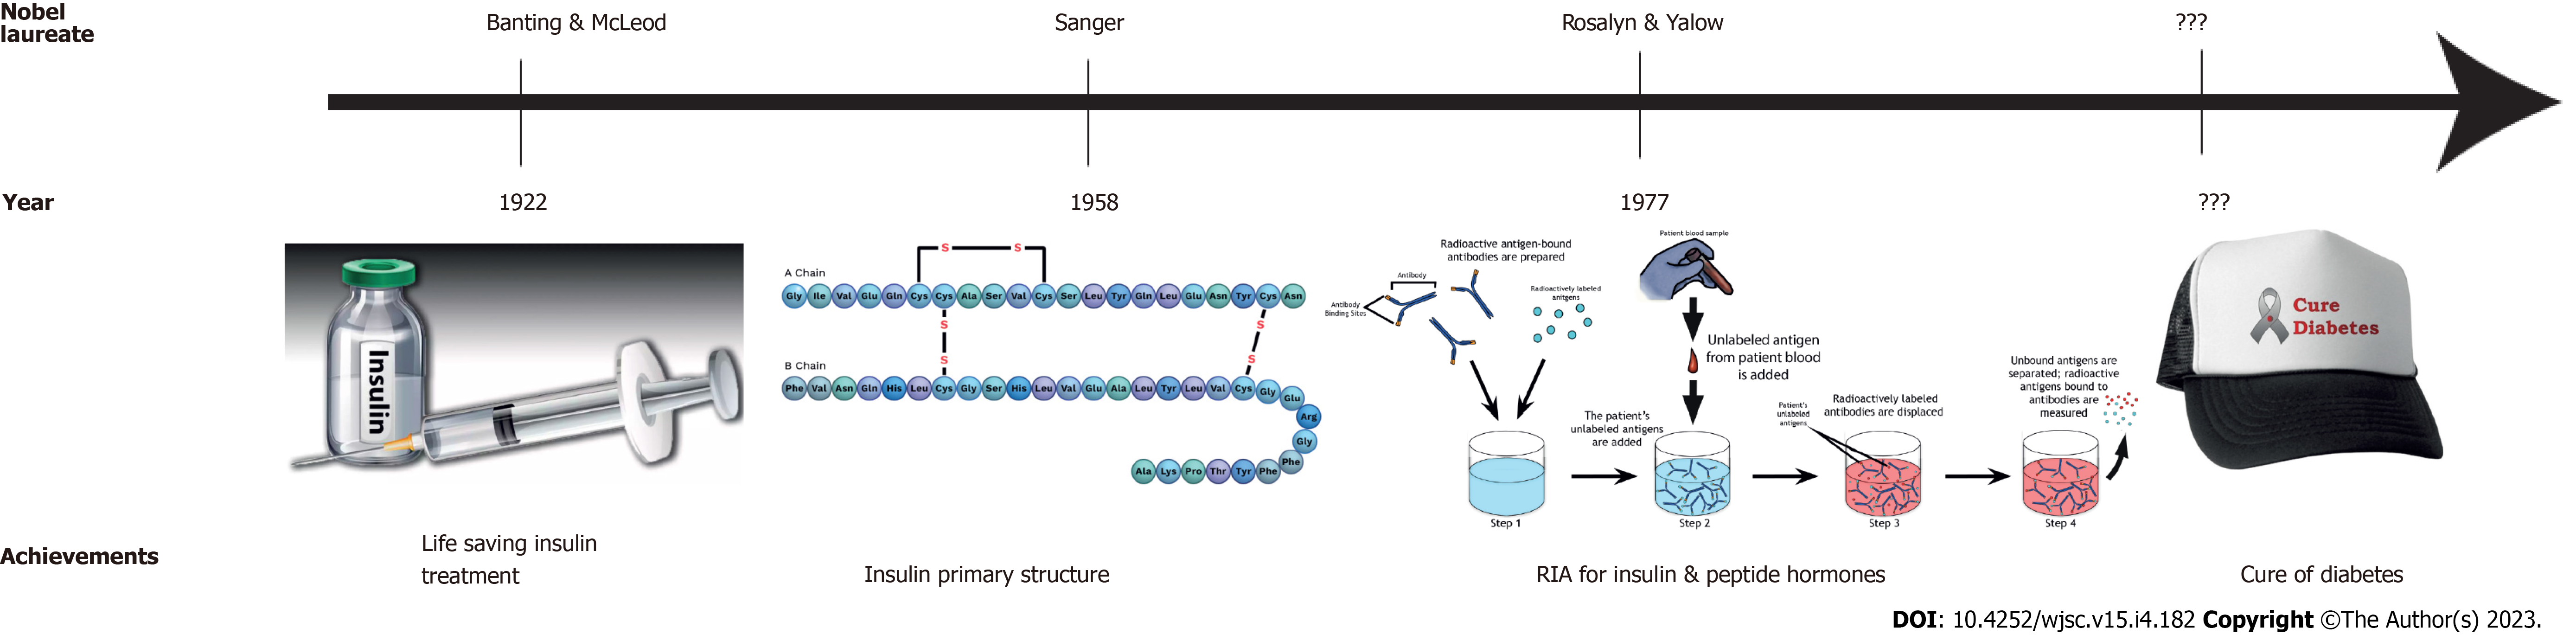 Nobel
laureate
Banting & McLeod
Sanger
Rosalyn & Yalow
???
Year
1922
1958
1977
???
Insulin
A Chain
S
S
Gly Ile Val Glu Gln Cys Cys Ala Ser Val Cys Ser Leu Tyr Gln Leu Glu Asn Tyr Cys Asn
S
S
S
S
B Chain
Phe Val Asn Gln His Leu Cys Gly Ser His Leu Val Glu Ala Leu Tyr Leu Val Cys Gly Glu
Arg
Gly
Ala Lys Pro Thr Tyr Phe Phe
Radioactive antigen-bound
antibodies are prepared
Antibody
Antibody
Binding Sites
Radioactively labeled
antigens
Patient blood sample
Unlabeled antigen
from patient blood
is added
The patient's
unlabeled antigens
are added
Patient's
unlabeled
antigens
Radioactively labeled
antibodies are displaced
Unbound antigens are
separated; radioactive
antigens bound to
antibodies are
measured
Step 1
Step 2
Step 3
Step 4
Cure
Diabetes
Achievements
Life saving insulin
treatment
Insulin primary structure
RIA for insulin & peptide hormones
Cure of diabetes
DOI: 10.4252/wjsc.v15.i4.182 Copyright ©The Author(s) 2023.